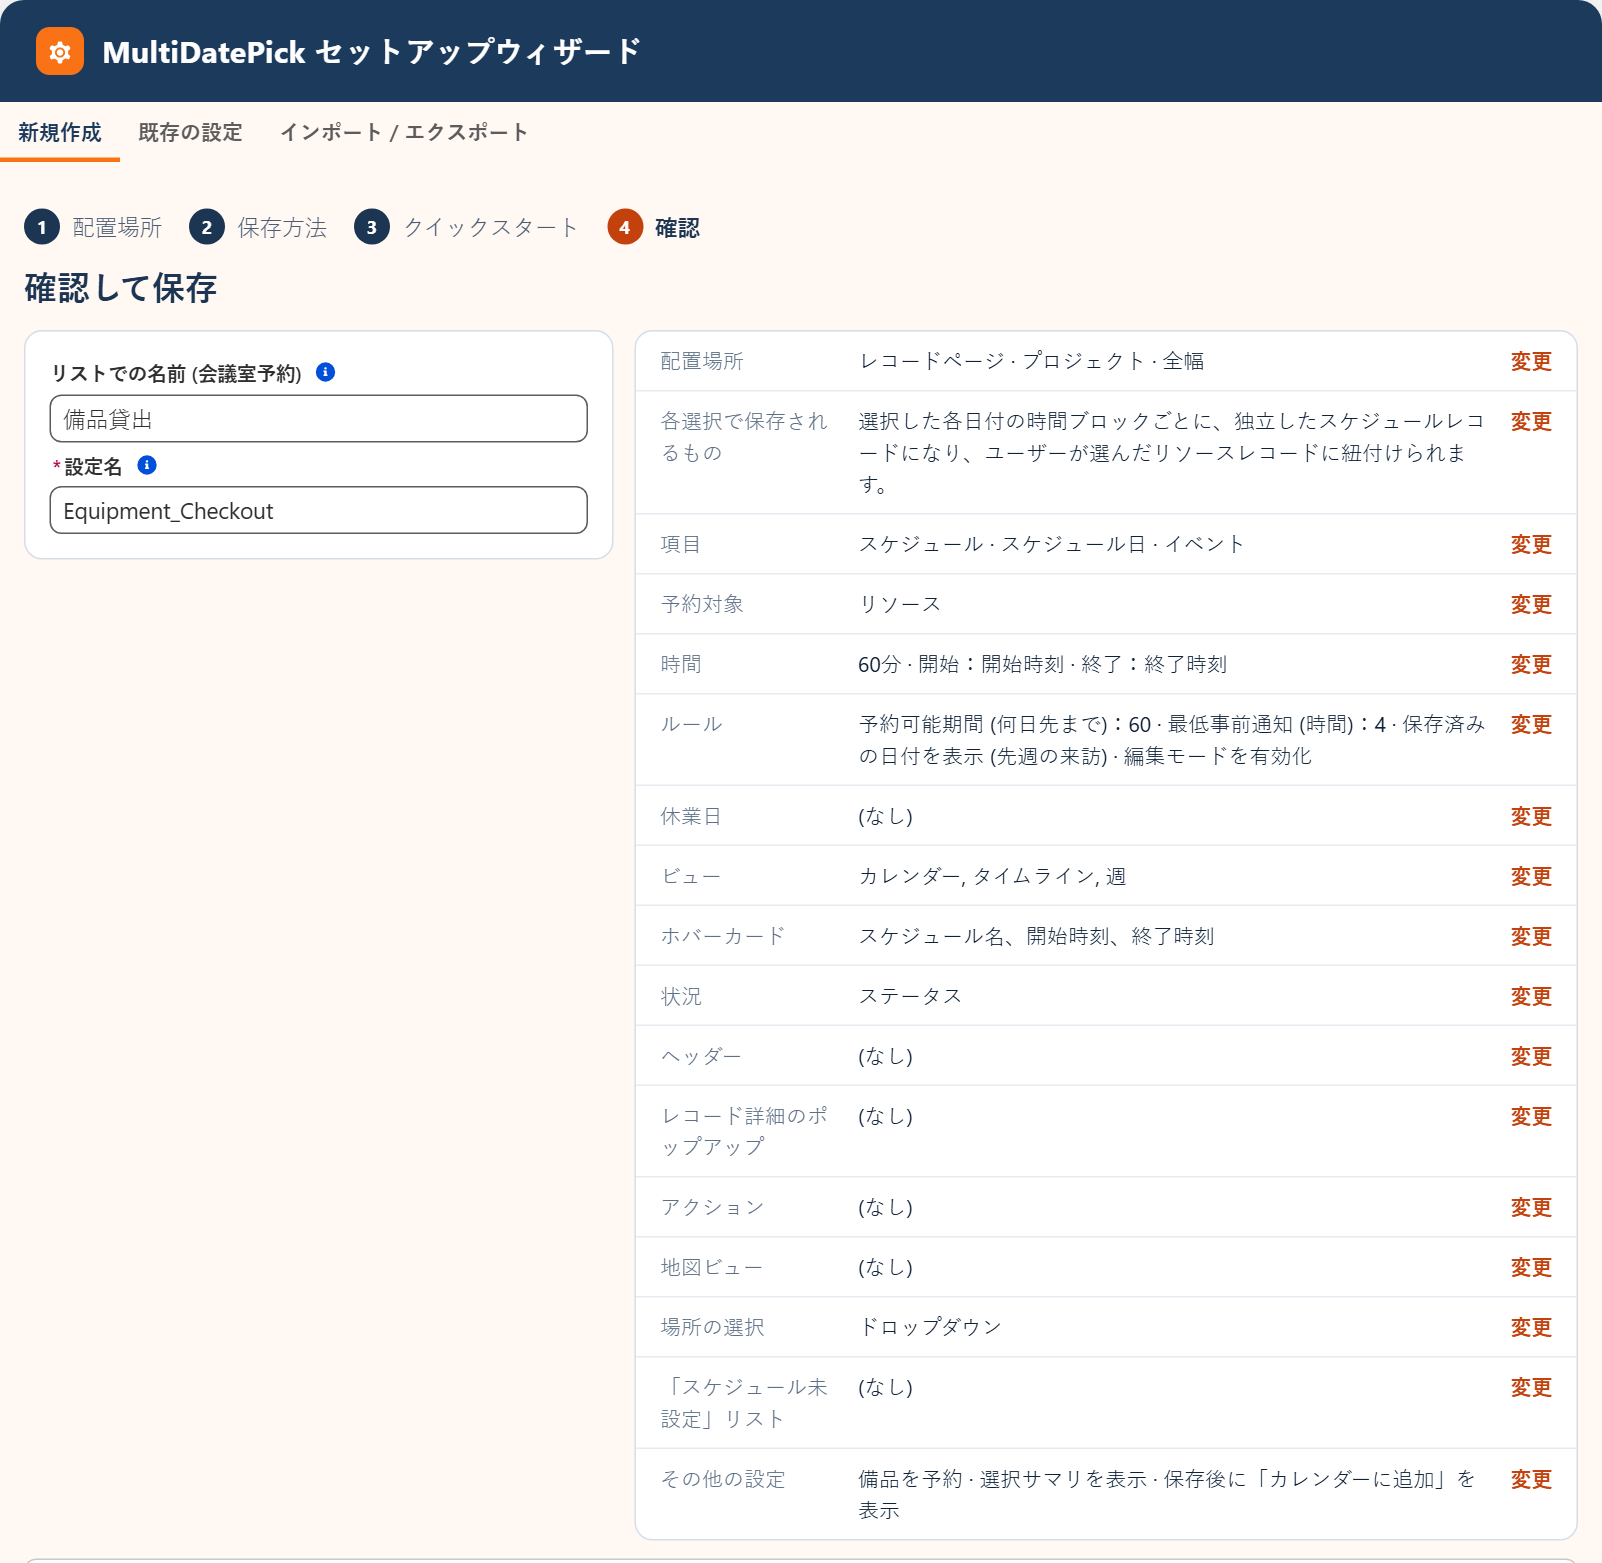 MultiDatePick セットアップウィザード
新規作成 既存の設定 インポート / エクスポート
1 配置場所 2 保存方法 3 クイックスタート 4 確認
確認して保存
リストでの名前 (会議室予約)
備品貸出
*設定名
Equipment_Checkout
配置場所 レコードページ · プロジェクト · 全幅 変更
各選択で保存され 選択した各日付の時間ブロックごとに、独立したスケジュールレコ 変更
るもの ードになり、ユーザーが選んだリソースレコードに紐付けられま
す。
項目 スケジュール · スケジュール日 · イベント 変更
予約対象 リソース 変更
時間 60分 · 開始：開始時刻 · 終了：終了時刻 変更
ルール 予約可能期間 (何日先まで)：60 · 最低事前通知 (時間)：4 · 保存済み 変更
の日付を表示 (先週の来訪) · 編集モードを有効化
休業日 (なし) 変更
ビュー カレンダー, タイムライン, 週 変更
ホバーカード スケジュール名、開始時刻、終了時刻 変更
状況 ステータス 変更
ヘッダー (なし) 変更
レコード詳細のポ (なし) 変更
ップアップ
アクション (なし) 変更
地図ビュー (なし) 変更
場所の選択 ドロップダウン 変更
「スケジュール未 (なし) 変更
設定」リスト
その他の設定 備品を予約 · 選択サマリを表示 · 保存後に「カレンダーに追加」を 変更
表示